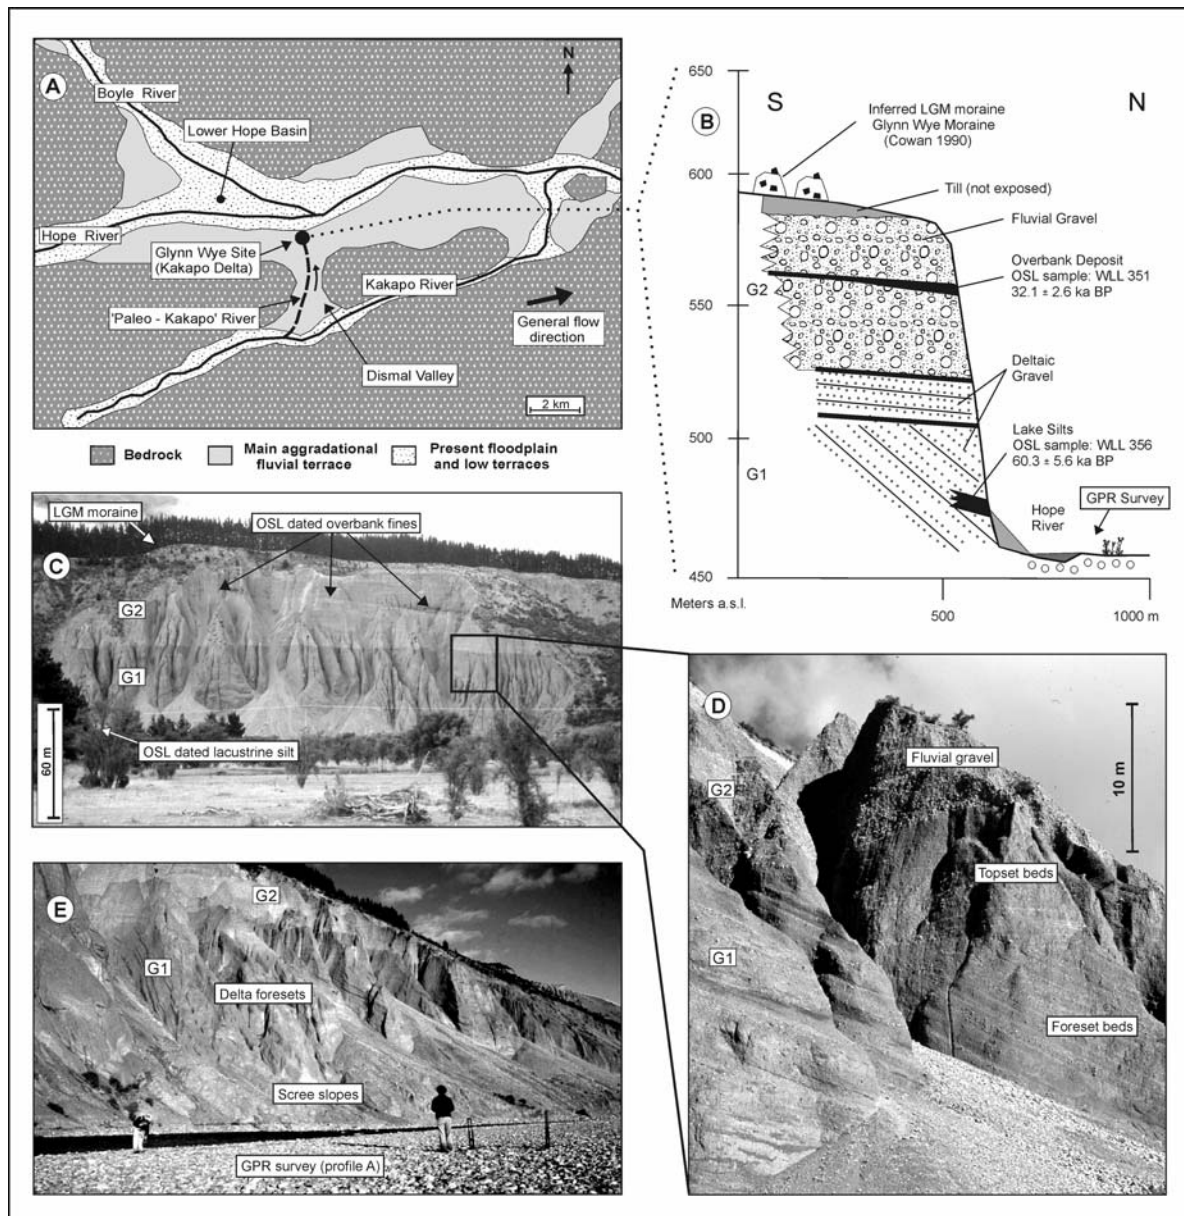 A
N
Boyle River
Lower Hope Basin
Hope River
Glynn Wye Site
(Kakapo Delta)
Kakapo River
'Paleo - Kakapo' River
General flow
direction
Dismal Valley
2 km
Bedrock
Main aggradational
fluvial terrace
Present floodplain
and low terraces
650
S
N
B
Inferred LGM moraine
Glynn Wye Moraine
(Cowan 1990)
600
Till (not exposed)
Fluvial Gravel
Overbank Deposit
OSL sample: WLL 351
32.1 ± 2.6 ka BP
G2
550
Deltaic
Gravel
500
Lake Silts
OSL sample: WLL 356
60.3 ± 5.6 ka BP
G1
GPR Survey
Hope
River
450
Meters a.s.l.
500
1000 m
LGM moraine
OSL dated overbank fines
C
G2
G1
60 m
OSL dated lacustrine silt
D
Fluvial gravel
10 m
G2
Topset beds
G1
Foreset beds
E
G2
G1
Delta foresets
Scree slopes
GPR survey (profile A)